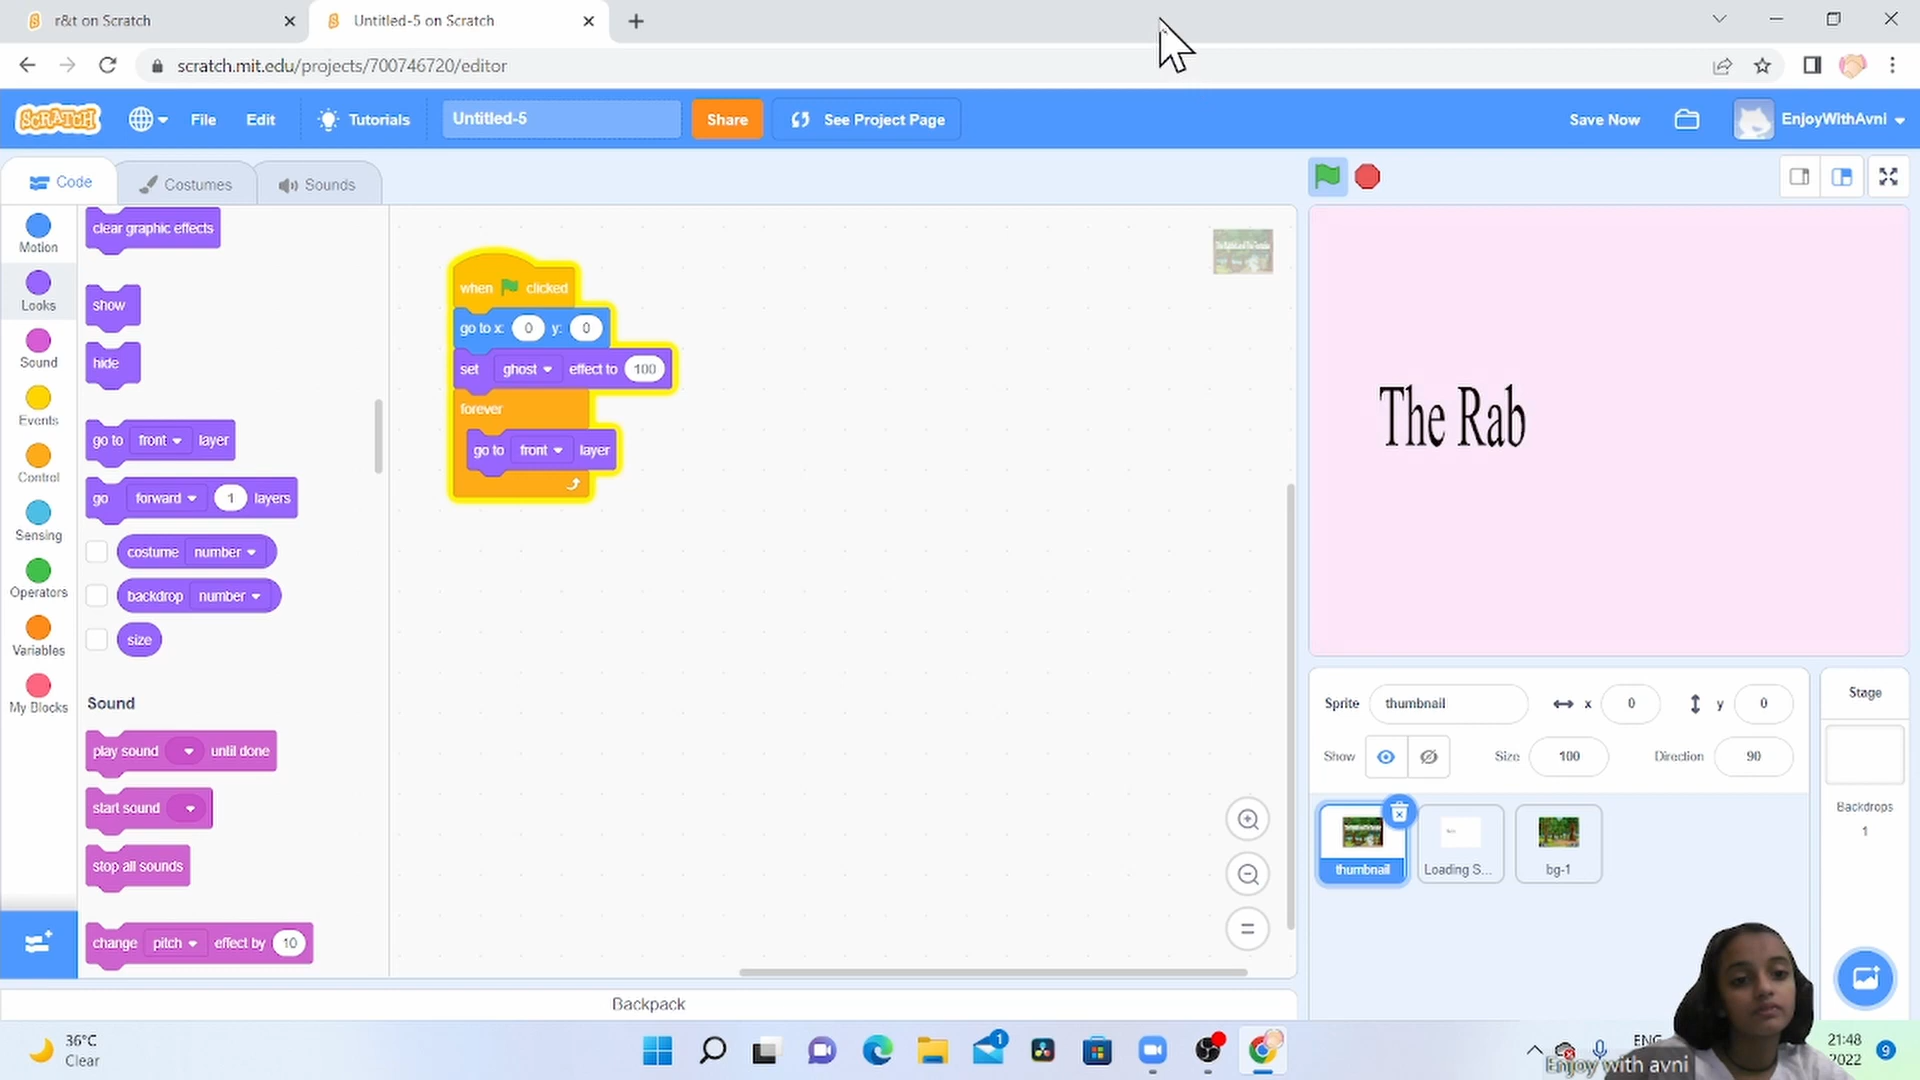 r&t on Scratch
Untitled-5 on Scratch
scratch.mit.edu/projects/700746720/editor
SCRATCH
File
Edit
Tutorials
Untitled-5
Share
See Project Page
Save Now
EnjoyWithAvni
Code
Costumes
Sounds
Motion
Looks
Sound
Events
Control
Sensing
Operators
Variables
My Blocks
clear graphic effects
show
hide
go to front layer
go forward 1 layers
costume number
backdrop number
size
Sound
play sound until done
start sound
stop all sounds
change pitch effect by 10
when clicked
go to x: 0 y: 0
set ghost effect to 100
forever
go to front layer
The Rab
Sprite thumbnail x 0 y 0
Show Size 100 Direction 90
thumbnail
Loading S...
bg-1
Stage
Backdrops
1
Backpack
36°C
Clear
1
ENG
21:48
2022
9
Enjoy with avni